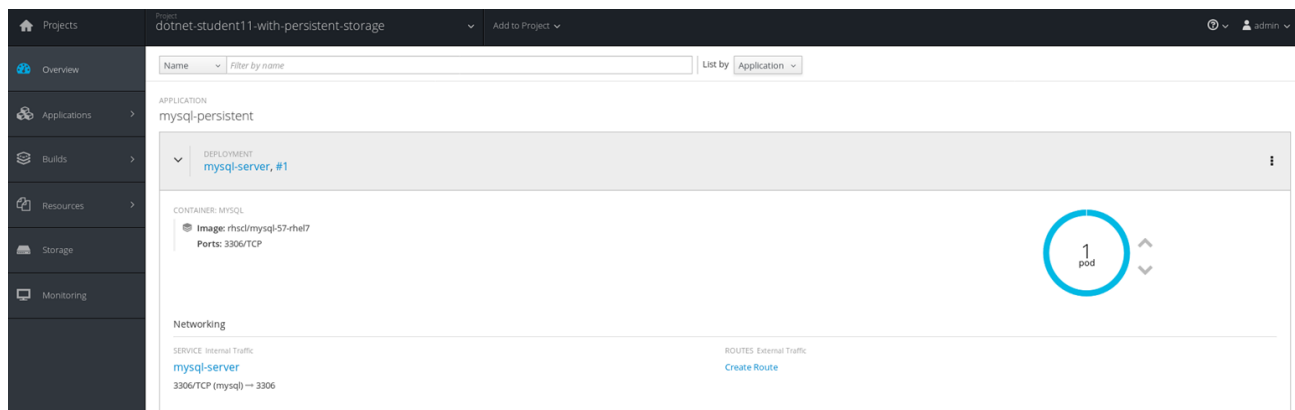 Projects
Project
dotnet-student11-with-persistent-storage
Add to Project
admin
Overview
Name
Filter by name
List by
Application
Applications
APPLICATION
mysql-persistent
Builds
DEPLOYMENT
mysql-server, #1
Resources
CONTAINER: MYSQL
Image: rhscl/mysql-57-rhel7
Ports: 3306/TCP
1
pod
Storage
Monitoring
Networking
SERVICE Internal Traffic
ROUTES External Traffic
mysql-server
Create Route
3306/TCP (mysql) → 3306